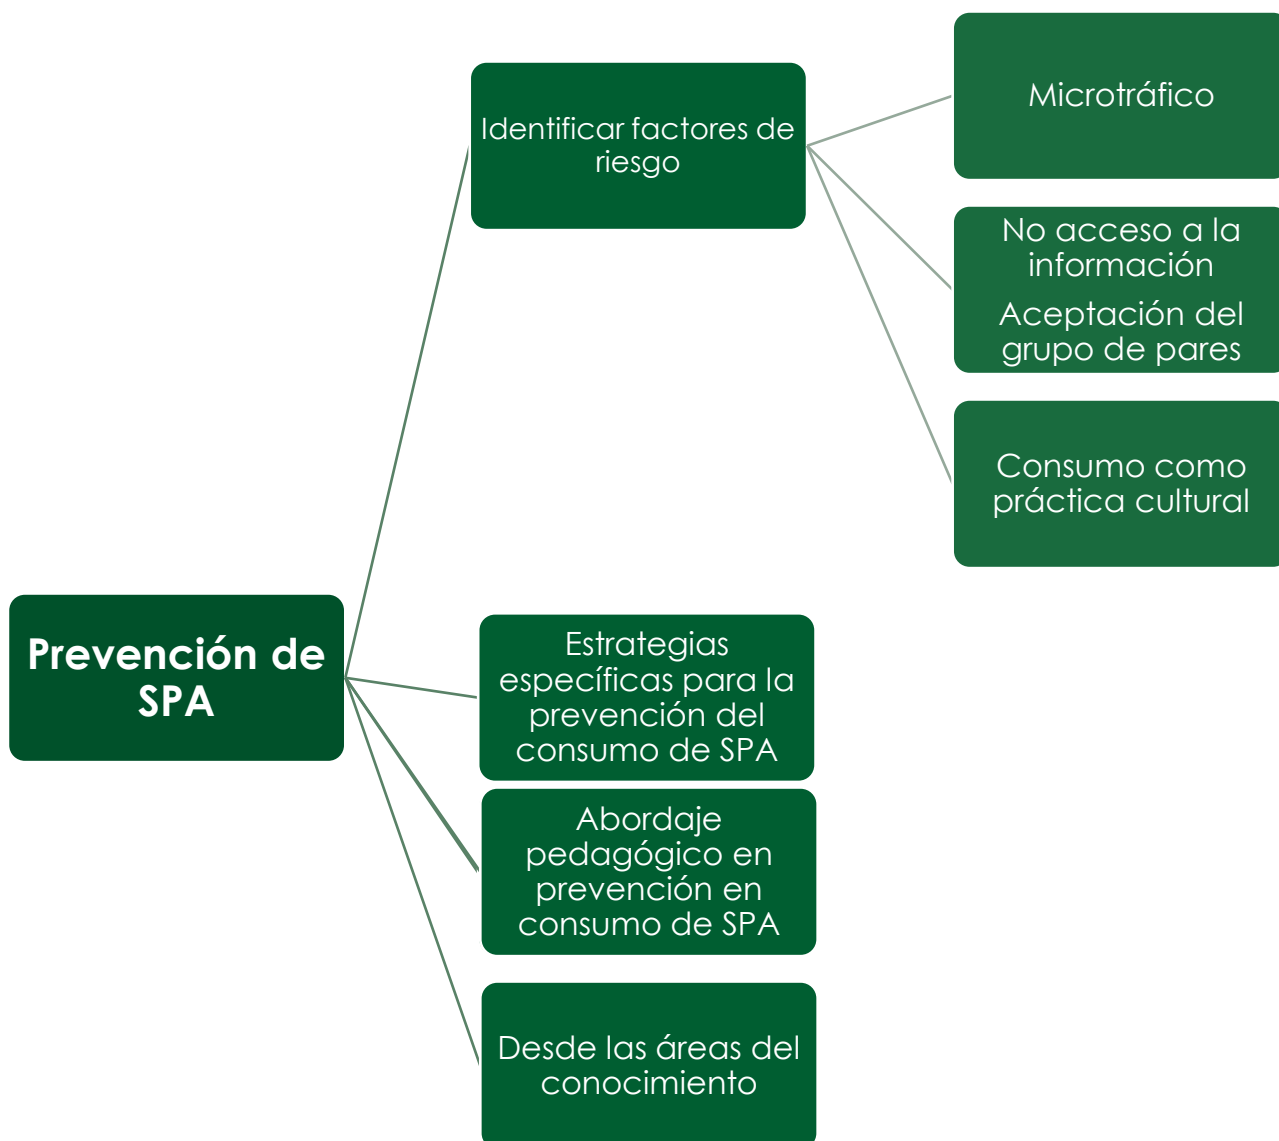 Prevención de
SPA
Identificar factores de
riesgo
Microtráfico
No acceso a la
información
Aceptación del
grupo de pares
Consumo como
práctica cultural
Estrategias
específicas para la
prevención del
consumo de SPA
Abordaje
pedagógico en
prevención en
consumo de SPA
Desde las áreas del
conocimiento